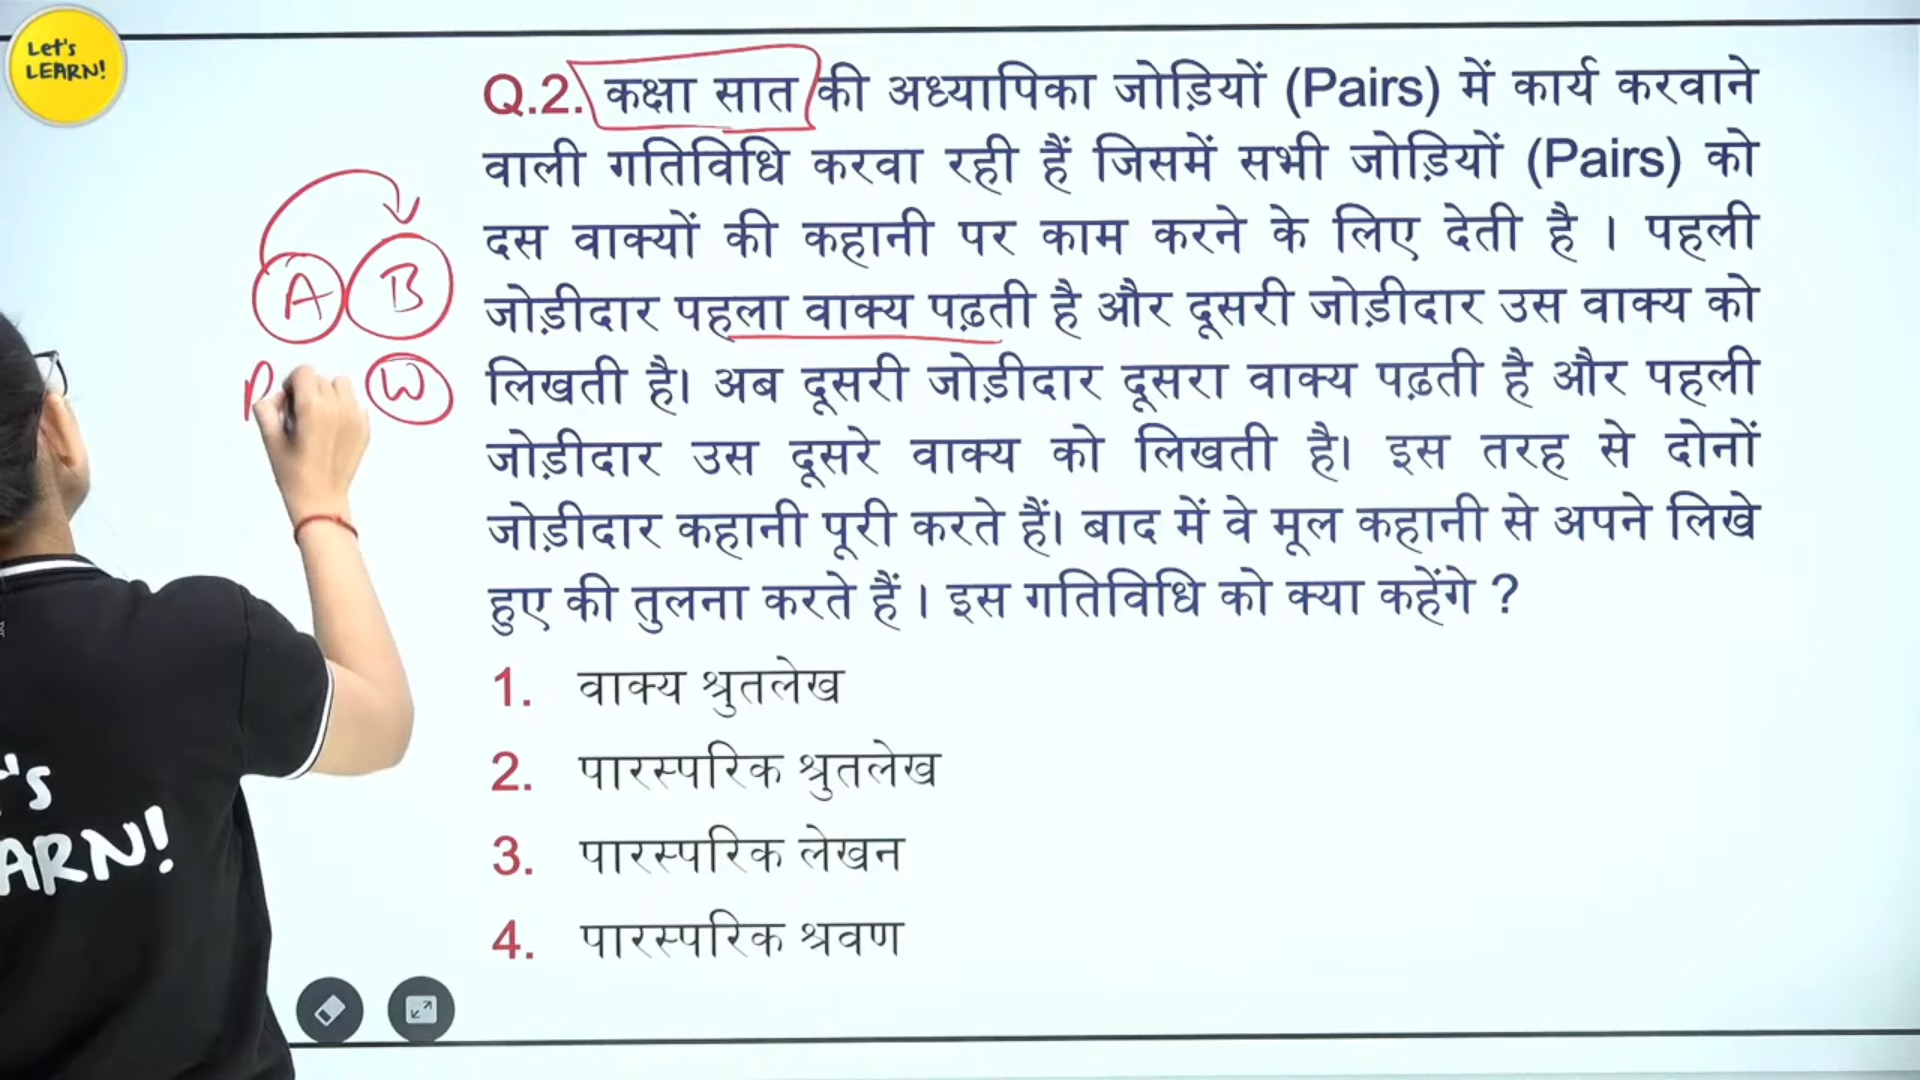 Let's
LEARN!
Q.2. कक्षा सात की अध्यापिका जोड़ियों (Pairs) में कार्य करवाने
वाली गतिविधि करवा रही हैं जिसमें सभी जोड़ियों (Pairs) को
दस वाक्यों की कहानी पर काम करने के लिए देती है । पहली
जोड़ीदार पहला वाक्य पढ़ती है और दूसरी जोड़ीदार उस वाक्य को
लिखती है। अब दूसरी जोड़ीदार दूसरा वाक्य पढ़ती है और पहली
जोड़ीदार उस दूसरे वाक्य को लिखती है। इस तरह से दोनों
जोड़ीदार कहानी पूरी करते हैं। बाद में वे मूल कहानी से अपने लिखे
हुए की तुलना करते हैं । इस गतिविधि को क्या कहेंगे ?
A B
W
1. वाक्य श्रुतलेख
2. पारस्परिक श्रुतलेख
3. पारस्परिक लेखन
4. पारस्परिक श्रवण
's
ARN!